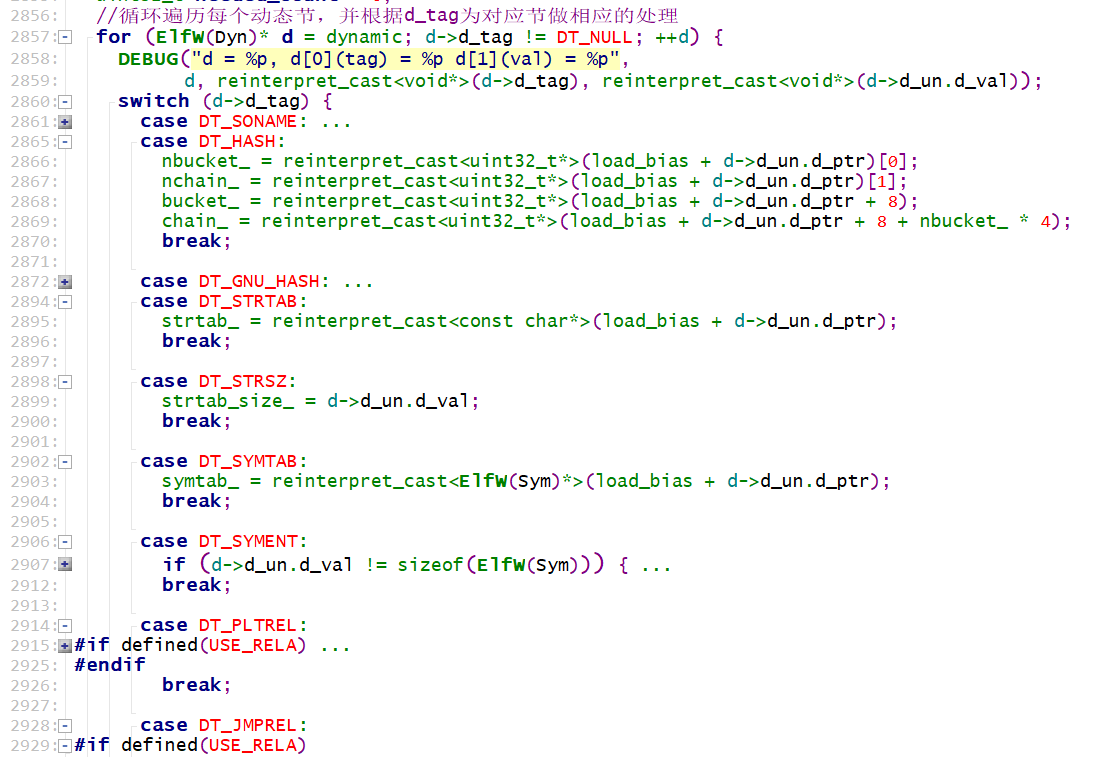 2856: //循环遍历每个动态节，并根据d_tag为对应节做相应的处理
2857: for (ElfW(Dyn)* d = dynamic; d->d_tag != DT_NULL; ++d) {
2858: DEBUG("d = %p, d[0](tag) = %p d[1](val) = %p",
2859: d, reinterpret_cast<void*>(d->d_tag), reinterpret_cast<void*>(d->d_un.d_val));
2860: switch (d->d_tag) {
2861: case DT_SONAME: ...
2865: case DT_HASH:
2866: nbucket_ = reinterpret_cast<uint32_t*>(load_bias + d->d_un.d_ptr)[0];
2867: nchain_ = reinterpret_cast<uint32_t*>(load_bias + d->d_un.d_ptr)[1];
2868: bucket_ = reinterpret_cast<uint32_t*>(load_bias + d->d_un.d_ptr + 8);
2869: chain_ = reinterpret_cast<uint32_t*>(load_bias + d->d_un.d_ptr + 8 + nbucket_ * 4);
2870: break;
2871:
2872: case DT_GNU_HASH: ...
2894: case DT_STRTAB:
2895: strtab_ = reinterpret_cast<const char*>(load_bias + d->d_un.d_ptr);
2896: break;
2897:
2898: case DT_STRSZ:
2899: strtab_size_ = d->d_un.d_val;
2900: break;
2901:
2902: case DT_SYMTAB:
2903: symtab_ = reinterpret_cast<ElfW(Sym)*>(load_bias + d->d_un.d_ptr);
2904: break;
2905:
2906: case DT_SYMENT:
2907: if (d->d_un.d_val != sizeof(ElfW(Sym))) { ...
2912: break;
2913:
2914: case DT_PLTREL:
2915: #if defined(USE_RELA) ...
2925: #endif
2926: break;
2927:
2928: case DT_JMPREL:
2929: #if defined(USE_RELA)